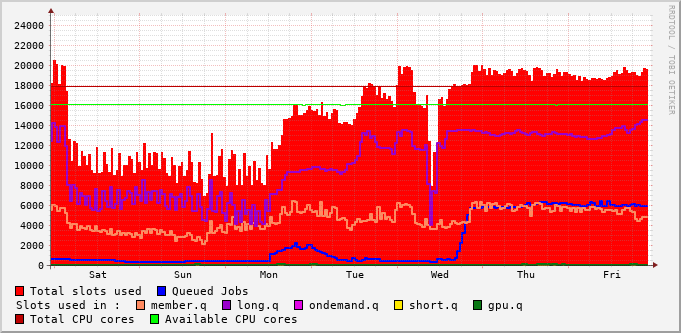 RRDTOOL / TOBI OETIKER
24000
22000
20000
18000
16000
14000
12000
10000
8000
6000
4000
2000
0
Sat Sun Mon Tue Wed Thu Fri
Total slots used Queued Jobs
Slots used in : member.q long.q ondemand.q short.q gpu.q
Total CPU cores Available CPU cores